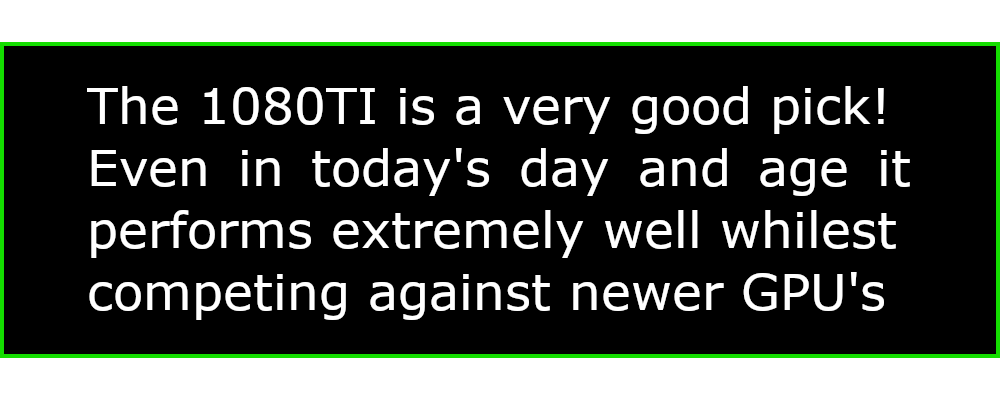 The 1080TI is a very good pick!
Even in today's day and age it
performs extremely well whilest
competing against newer GPU's